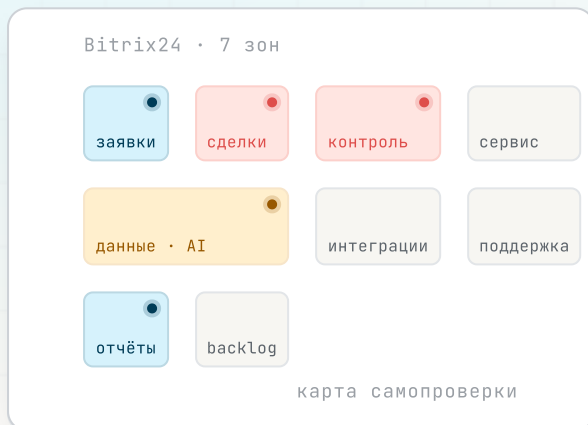 Bitrix24 · 7 зон
заявки
сделки
контроль
сервис
данные · AI
интеграции
поддержка
отчёты
backlog
карта самопроверки